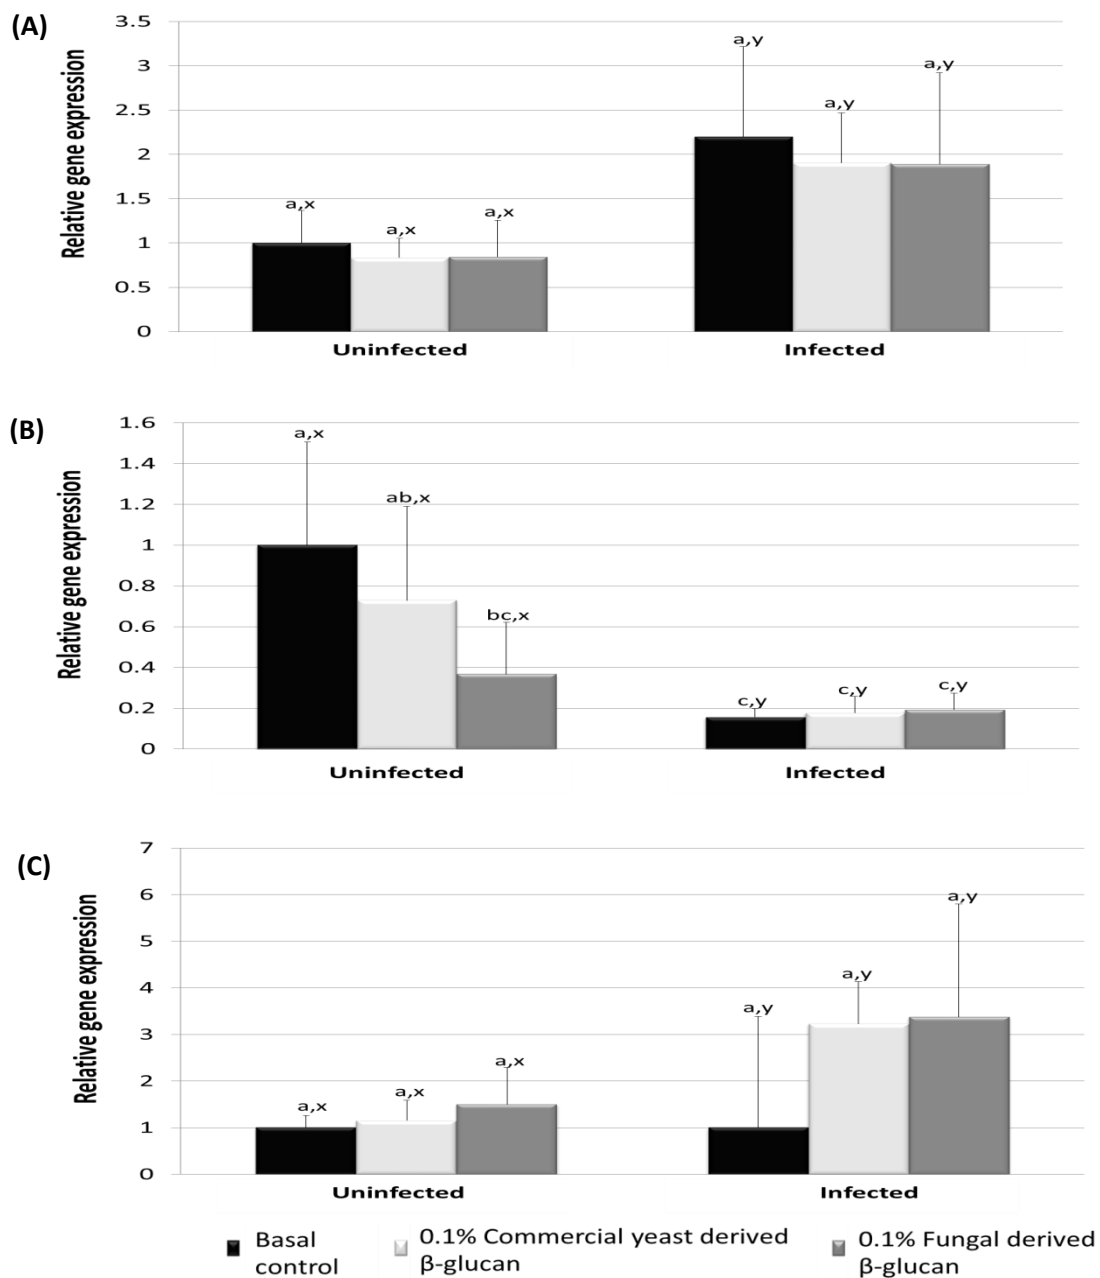 (A)
Relative gene expression
3.5
3
2.5
2
1.5
1
0.5
0
a,x
a,x
a,x
a,y
a,y
a,y
Uninfected
Infected
(B)
Relative gene expression
1.6
1.4
1.2
1
0.8
0.6
0.4
0.2
0
a,x
ab,x
bc,x
c,y
c,y
c,y
Uninfected
Infected
(C)
Relative gene expression
7
6
5
4
3
2
1
0
a,x
a,x
a,x
a,y
a,y
a,y
Uninfected
Infected
Basal
control
0.1% Commercial yeast derived
β-glucan
0.1% Fungal derived
β-glucan